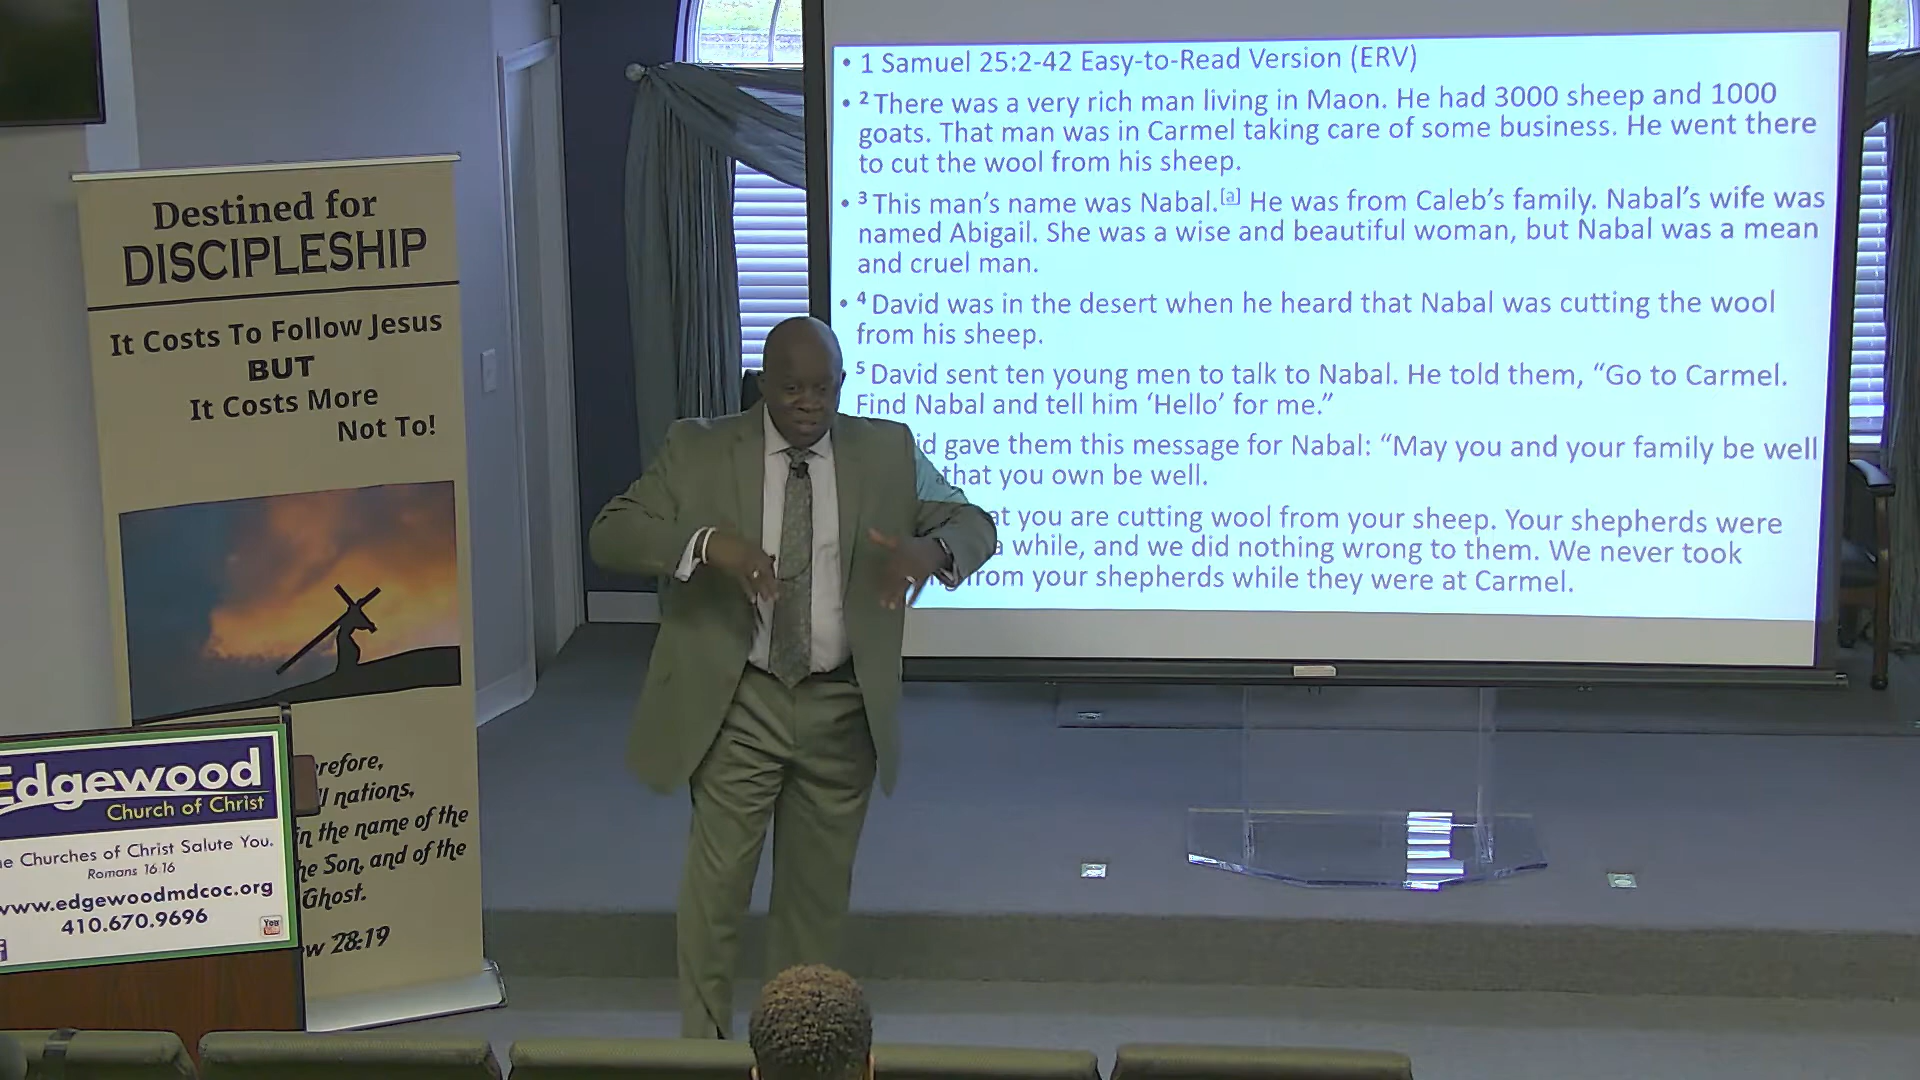 Destined for
DISCIPLESHIP
It Costs To Follow Jesus
BUT
It Costs More
Not To!
refore,
nations,
in the name of the
he Son, and of the
Ghost.
28:19
Edgewood
Church of Christ
e Churches of Christ Salute You.
Romans 16:16
www.edgewoodmdcoc.org
410.670.9696
You
• 1 Samuel 25:2-42 Easy-to-Read Version (ERV)
• 2 There was a very rich man living in Maon. He had 3000 sheep and 1000
goats. That man was in Carmel taking care of some business. He went there
to cut the wool from his sheep.
• 3 This man’s name was Nabal.[a] He was from Caleb’s family. Nabal’s wife was
named Abigail. She was a wise and beautiful woman, but Nabal was a mean
and cruel man.
• 4 David was in the desert when he heard that Nabal was cutting the wool
from his sheep.
5 David sent ten young men to talk to Nabal. He told them, “Go to Carmel.
Find Nabal and tell him ‘Hello’ for me.”
id gave them this message for Nabal: “May you and your family be well
that you own be well.
at you are cutting wool from your sheep. Your shepherds were
a while, and we did nothing wrong to them. We never took
from your shepherds while they were at Carmel.